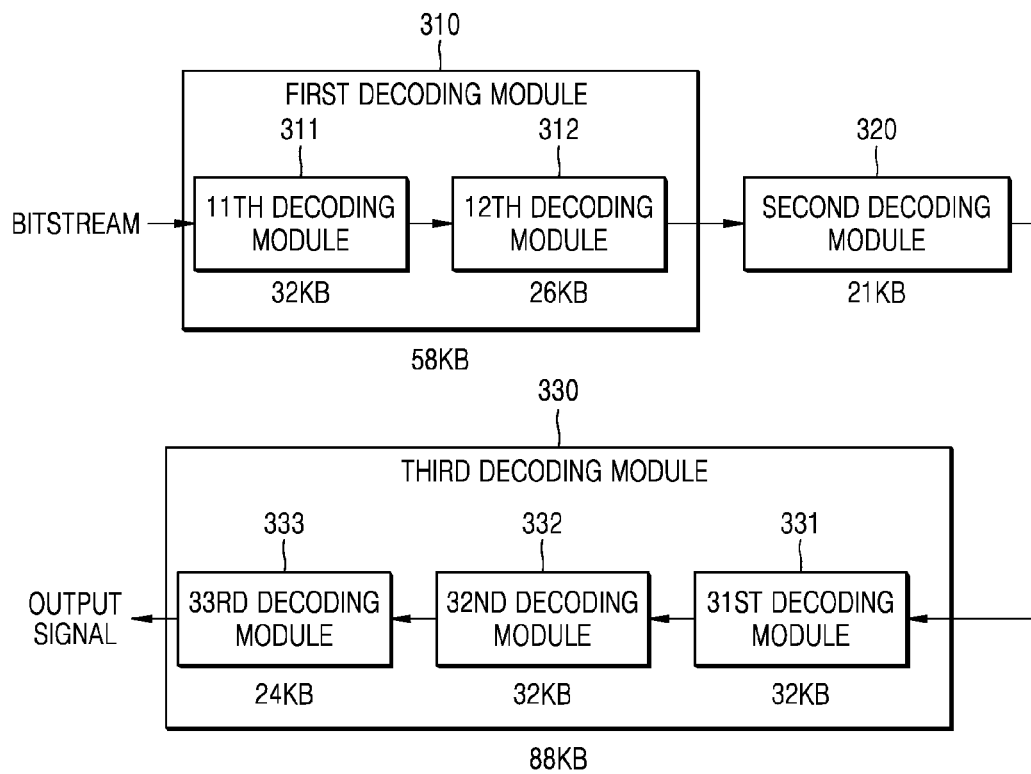 310
FIRST DECODING MODULE
311
312
320
BITSTREAM
11TH DECODING
MODULE
12TH DECODING
MODULE
SECOND DECODING
MODULE
32KB
26KB
21KB
58KB
330
THIRD DECODING MODULE
333
332
331
OUTPUT
SIGNAL
33RD DECODING
MODULE
32ND DECODING
MODULE
31ST DECODING
MODULE
24KB
32KB
32KB
88KB